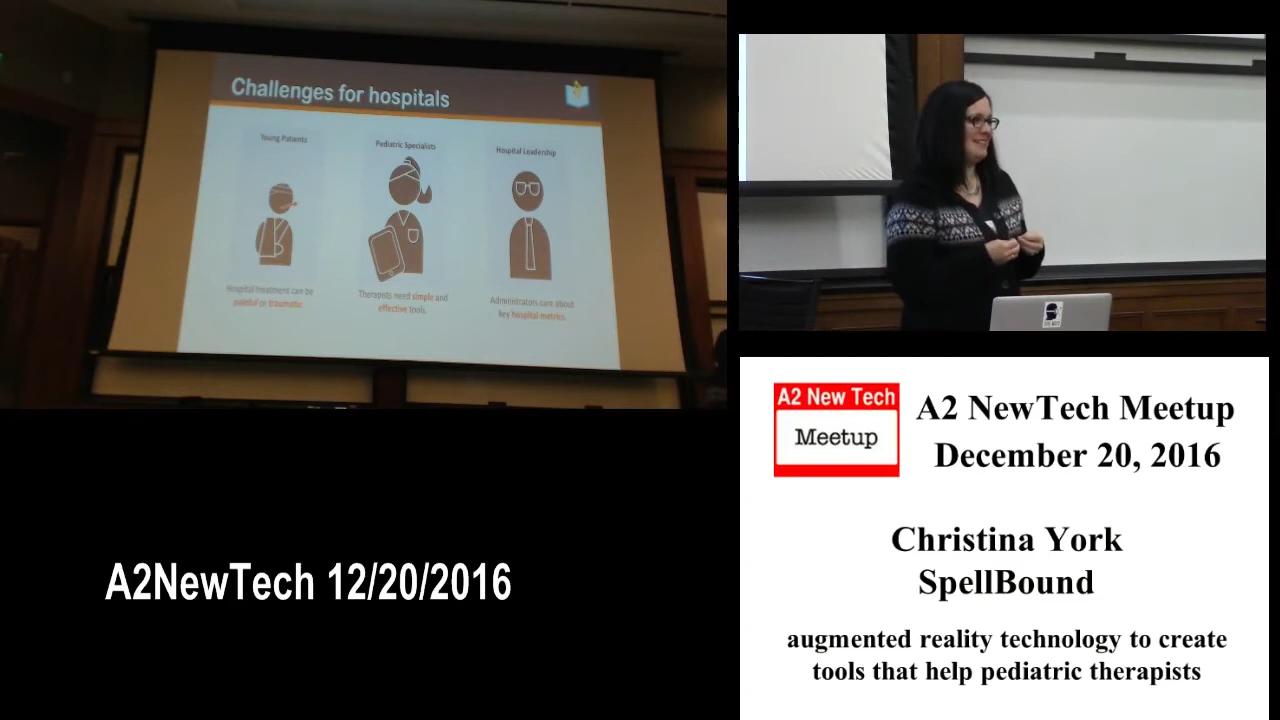 Challenges for hospitals
Young Patients
Pediatric Specialists
Hospital Leadership
Hospital treatment can be
painful or traumatic.
Therapists need simple and
effective tools.
Administrators care about
key hospital metrics.
A2NewTech 12/20/2016
A2 New Tech
Meetup
A2 NewTech Meetup
December 20, 2016
Christina York
SpellBound
augmented reality technology to create
tools that help pediatric therapists